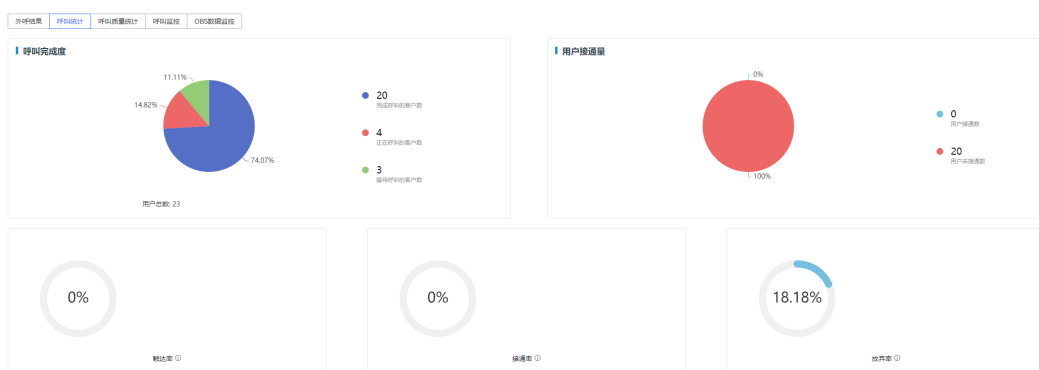 外呼结果 呼叫统计 呼叫质量统计 呼叫监控 OBS数据监控
呼叫完成度
11.11%
14.82%
74.07%
20
完成呼叫的客户数
4
正在呼叫的客户数
3
等待呼叫的客户数
用户总数: 23
用户接通量
0%
100%
0
用户接通数
20
用户未接通数
0%
触达率
0%
接通率
18.18%
放弃率